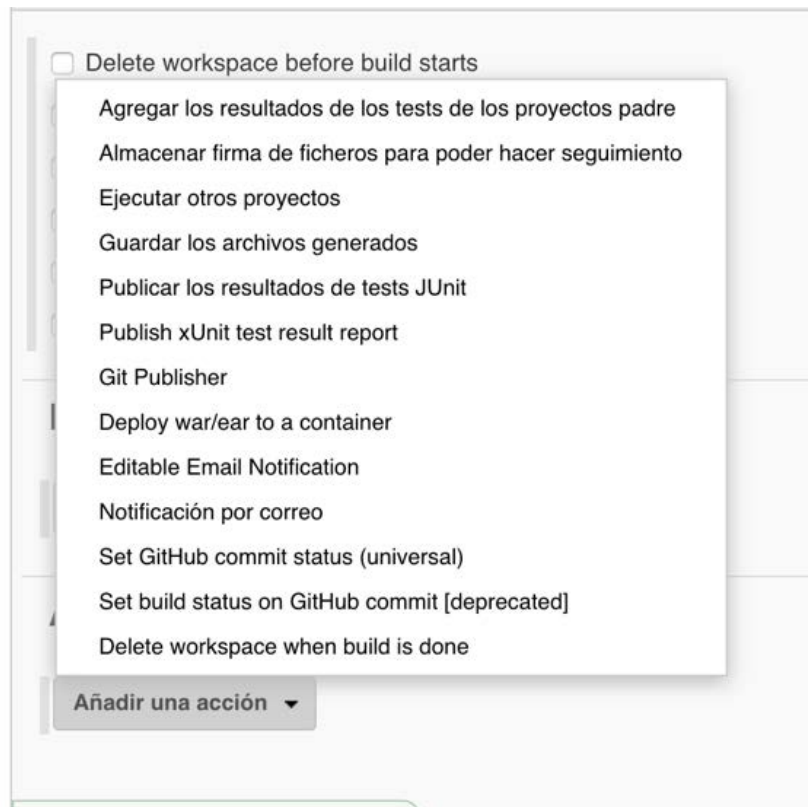 Delete workspace before build starts
Agregar los resultados de los tests de los proyectos padre
Almacenar firma de ficheros para poder hacer seguimiento
Ejecutar otros proyectos
Guardar los archivos generados
Publicar los resultados de tests JUnit
Publish xUnit test result report
Git Publisher
Deploy war/ear to a container
Editable Email Notification
Notificación por correo
Set GitHub commit status (universal)
Set build status on GitHub commit [deprecated]
Delete workspace when build is done
Añadir una acción